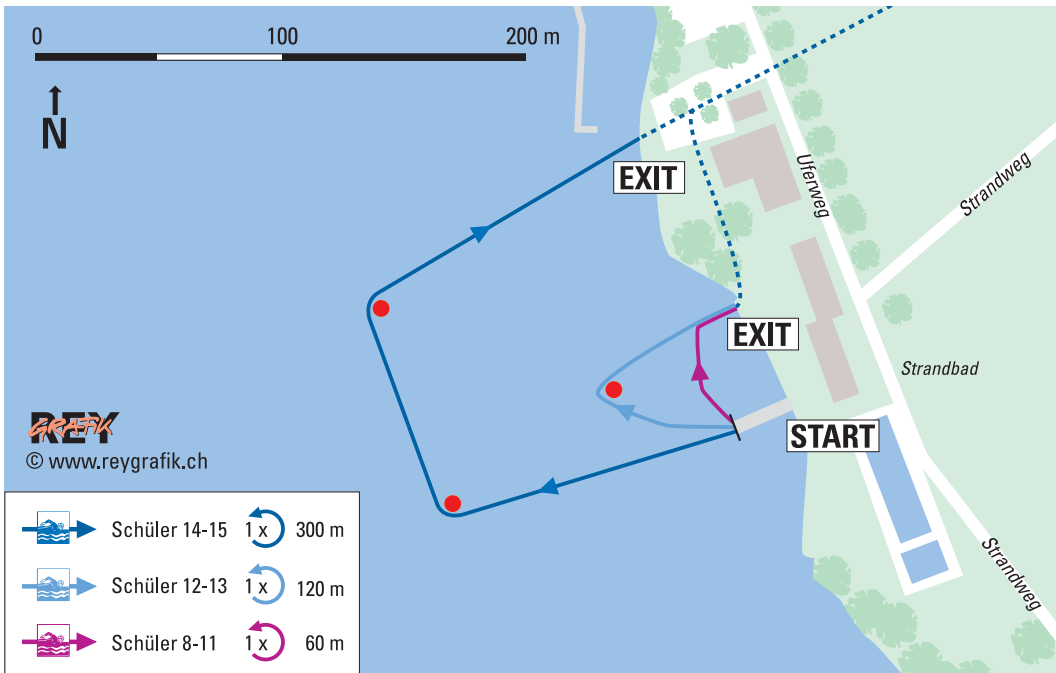 0 100 200 m
N
EXIT
Uferweg
Strandweg
EXIT
Strandbad
START
REY
GRAFIK
© www.reygrafik.ch
Strandweg
Schüler 14-15 1 x 300 m
Schüler 12-13 1 x 120 m
Schüler 8-11 1 x 60 m